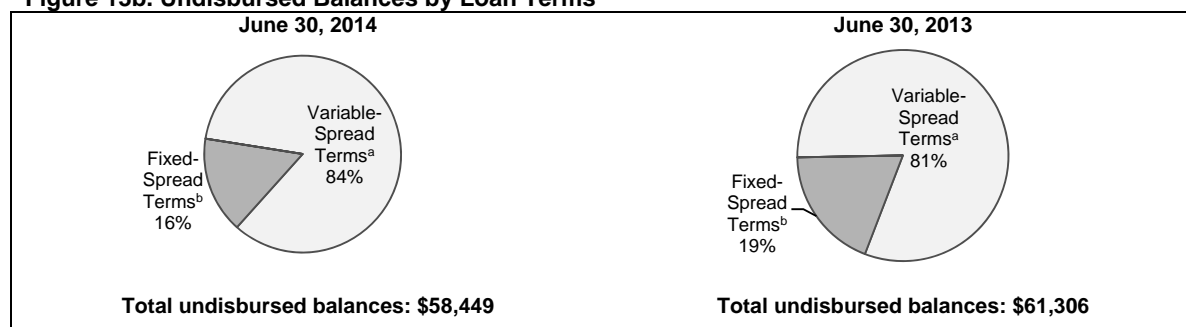 Figure 15b. Undisbursed Balances by Loan Terms
June 30, 2014
Variable-
Spread
Termsᵃ
84%
Fixed-
Spread
Termsᵇ
16%
Total undisbursed balances: $58,449
June 30, 2013
Variable-
Spread
Termsᵃ
81%
Fixed-
Spread
Termsᵇ
19%
Total undisbursed balances: $61,306